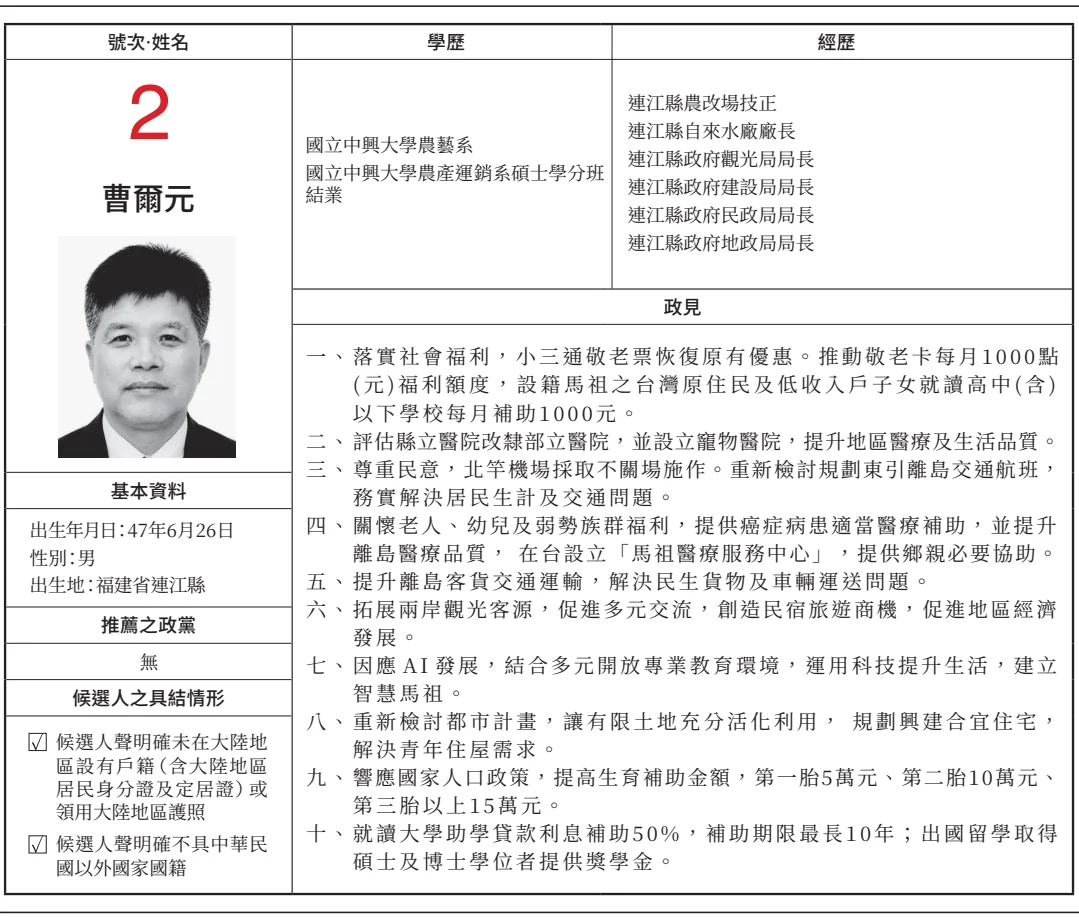 號次·姓名
2
曹爾元
基本資料
出生年月日：47年6月26日
性別：男
出生地：福建省連江縣
推薦之政黨
無
候選人之具結情形
☑ 候選人聲明確未在大陸地
區設有戶籍（含大陸地區
居民身分證及定居證）或
領用大陸地區護照
☑ 候選人聲明確不具中華民
國以外國家國籍
學歷
國立中興大學農藝系
國立中興大學農產運銷系碩士學分班
結業
經歷
連江縣農改場技正
連江縣自來水廠廠長
連江縣政府觀光局局長
連江縣政府建設局局長
連江縣政府民政局局長
連江縣政府地政局局長
政見
一、落實社會福利，小三通敬老票恢復原有優惠。推動敬老卡每月1000點
(元)福利額度，設籍馬祖之台灣原住民及低收入戶子女就讀高中(含)
以下學校每月補助1000元。
二、評估縣立醫院改隸部立醫院，並設立寵物醫院，提升地區醫療及生活品質。
三、尊重民意，北竿機場採取不關場施作。重新檢討規劃東引離島交通航班，
務實解決居民生計及交通問題。
四、關懷老人、幼兒及弱勢族群福利，提供癌症病患適當醫療補助，並提升
離島醫療品質， 在台設立「馬祖醫療服務中心」，提供鄉親必要協助。
五、提升離島客貨交通運輸，解決民生貨物及車輛運送問題。
六、拓展兩岸觀光客源，促進多元交流，創造民宿旅遊商機，促進地區經濟
發展。
七、因應 AI 發展，結合多元開放專業教育環境，運用科技提升生活，建立
智慧馬祖。
八、重新檢討都市計畫，讓有限土地充分活化利用， 規劃興建合宜住宅，
解決青年住屋需求。
九、響應國家人口政策，提高生育補助金額，第一胎5萬元、第二胎10萬元、
第三胎以上15萬元。
十、就讀大學助學貸款利息補助50%，補助期限最長10年；出國留學取得
碩士及博士學位者提供獎學金。